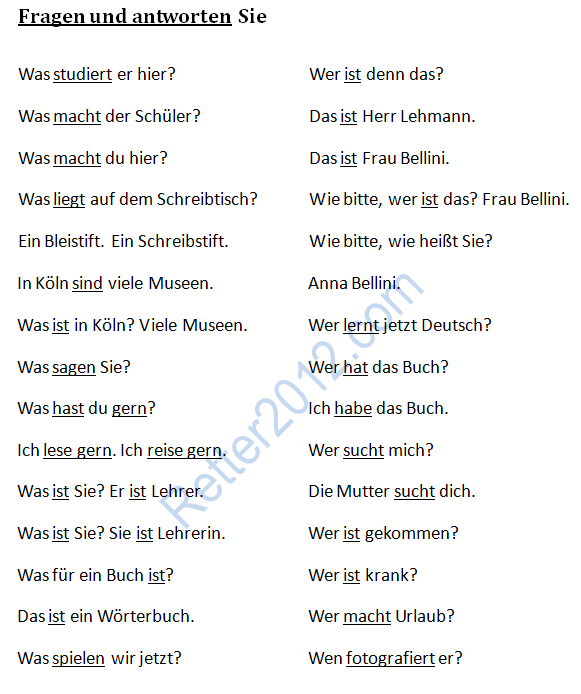 Fragen und antworten Sie
Was studiert er hier?
Was macht der Schüler?
Was macht du hier?
Was liegt auf dem Schreibtisch?
Ein Bleistift. Ein Schreibstift.
In Köln sind viele Museen.
Was ist in Köln? Viele Museen.
Was sagen Sie?
Was hast du gern?
Ich lese gern. Ich reise gern.
Was ist Sie? Er ist Lehrer.
Was ist Sie? Sie ist Lehrerin.
Was für ein Buch ist?
Das ist ein Wörterbuch.
Was spielen wir jetzt?
Wer ist denn das?
Das ist Herr Lehmann.
Das ist Frau Bellini.
Wie bitte, wer ist das? Frau Bellini.
Wie bitte, wie heißt Sie?
Anna Bellini.
Wer lernt jetzt Deutsch?
Wer hat das Buch?
Ich habe das Buch.
Wer sucht mich?
Die Mutter sucht dich.
Wer ist gekommen?
Wer ist krank?
Wer macht Urlaub?
Wen fotografiert er?
Retter2012.com